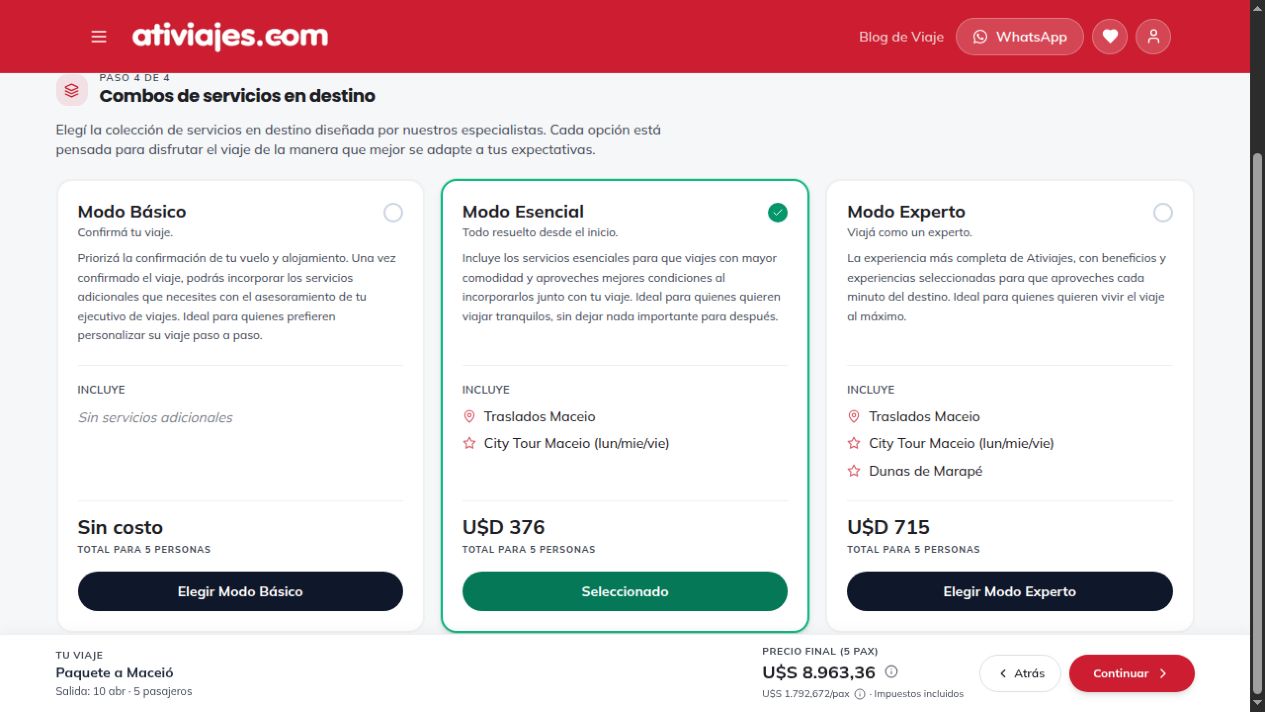 ativiajes.com
Blog de Viaje
WhatsApp
PASO 4 DE 4
Combos de servicios en destino
Elegí la colección de servicios en destino diseñada por nuestros especialistas. Cada opción está
pensada para disfrutar el viaje de la manera que mejor se adapte a tus expectativas.
Modo Básico
Confirmá tu viaje.
Priorizá la confirmación de tu vuelo y alojamiento. Una vez
confirmado el viaje, podrás incorporar los servicios
adicionales que necesites con el asesoramiento de tu
ejecutivo de viajes. Ideal para quienes prefieren
personalizar su viaje paso a paso.
INCLUYE
Sin servicios adicionales
Sin costo
TOTAL PARA 5 PERSONAS
Elegir Modo Básico
Modo Esencial
Todo resuelto desde el inicio.
Incluye los servicios esenciales para que viajes con mayor
comodidad y aproveches mejores condiciones al
incorporarlos junto con tu viaje. Ideal para quienes quieren
viajar tranquilos, sin dejar nada importante para después.
INCLUYE
Traslados Maceio
City Tour Maceio (lun/mie/vie)
U$D 376
TOTAL PARA 5 PERSONAS
Seleccionado
Modo Experto
Viajá como un experto.
La experiencia más completa de Ativiajes, con beneficios y
experiencias seleccionadas para que aproveches cada
minuto del destino. Ideal para quienes quieren vivir el viaje
al máximo.
INCLUYE
Traslados Maceio
City Tour Maceio (lun/mie/vie)
Dunas de Marapé
U$D 715
TOTAL PARA 5 PERSONAS
Elegir Modo Experto
TU VIAJE
Paquete a Maceió
Salida: 10 abr · 5 pasajeros
PRECIO FINAL (5 PAX)
U$S 8.963,36
U$S 1.792,672/pax · Impuestos incluidos
Atrás
Continuar